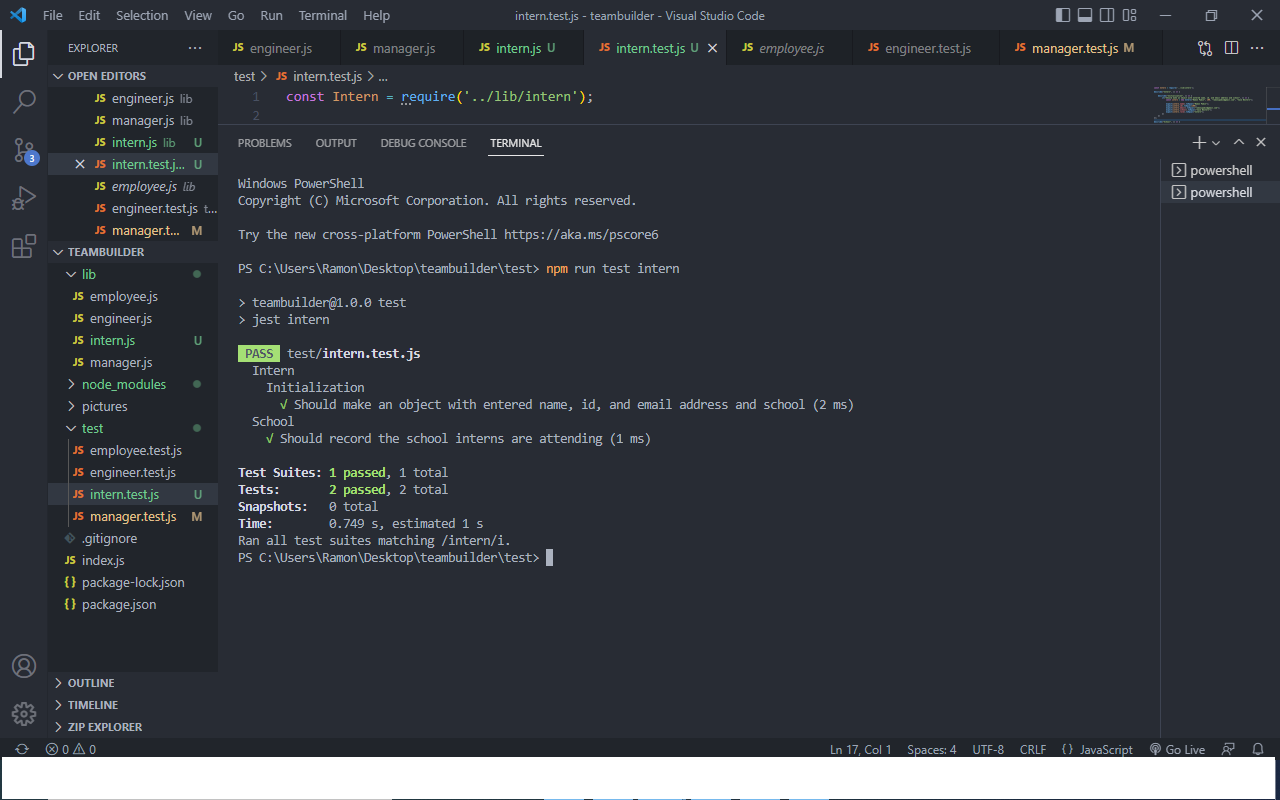 File Edit Selection View Go Run Terminal Help
intern.test.js - teambuilder - Visual Studio Code
EXPLORER
OPEN EDITORS
JS engineer.js lib
JS manager.js lib
JS intern.js lib U
JS intern.test.j... U
JS employee.js lib
JS engineer.test.js t...
JS manager.t... M
TEAMBUILDER
lib
JS employee.js
JS engineer.js
JS intern.js U
JS manager.js
node_modules
pictures
test
JS employee.test.js
JS engineer.test.js
JS intern.test.js U
JS manager.test.js M
.gitignore
JS index.js
{} package-lock.json
{} package.json
OUTLINE
TIMELINE
ZIP EXPLORER
3
JS engineer.js JS manager.js JS intern.js U JS intern.test.js U JS employee.js JS engineer.test.js JS manager.test.js M
test > JS intern.test.js > ...
1 const Intern = require('../lib/intern');
2
PROBLEMS OUTPUT DEBUG CONSOLE TERMINAL
powershell
powershell
Windows PowerShell
Copyright (C) Microsoft Corporation. All rights reserved.
Try the new cross-platform PowerShell https://aka.ms/pscore6
PS C:\Users\Ramon\Desktop\teambuilder\test> npm run test intern
> teambuilder@1.0.0 test
> jest intern
PASS test/intern.test.js
Intern
Initialization
√ Should make an object with entered name, id, and email address and school (2 ms)
School
√ Should record the school interns are attending (1 ms)
Test Suites: 1 passed, 1 total
Tests: 2 passed, 2 total
Snapshots: 0 total
Time: 0.749 s, estimated 1 s
Ran all test suites matching /intern/i.
PS C:\Users\Ramon\Desktop\teambuilder\test>
0 0
Ln 17, Col 1 Spaces: 4 UTF-8 CRLF {} JavaScript Go Live